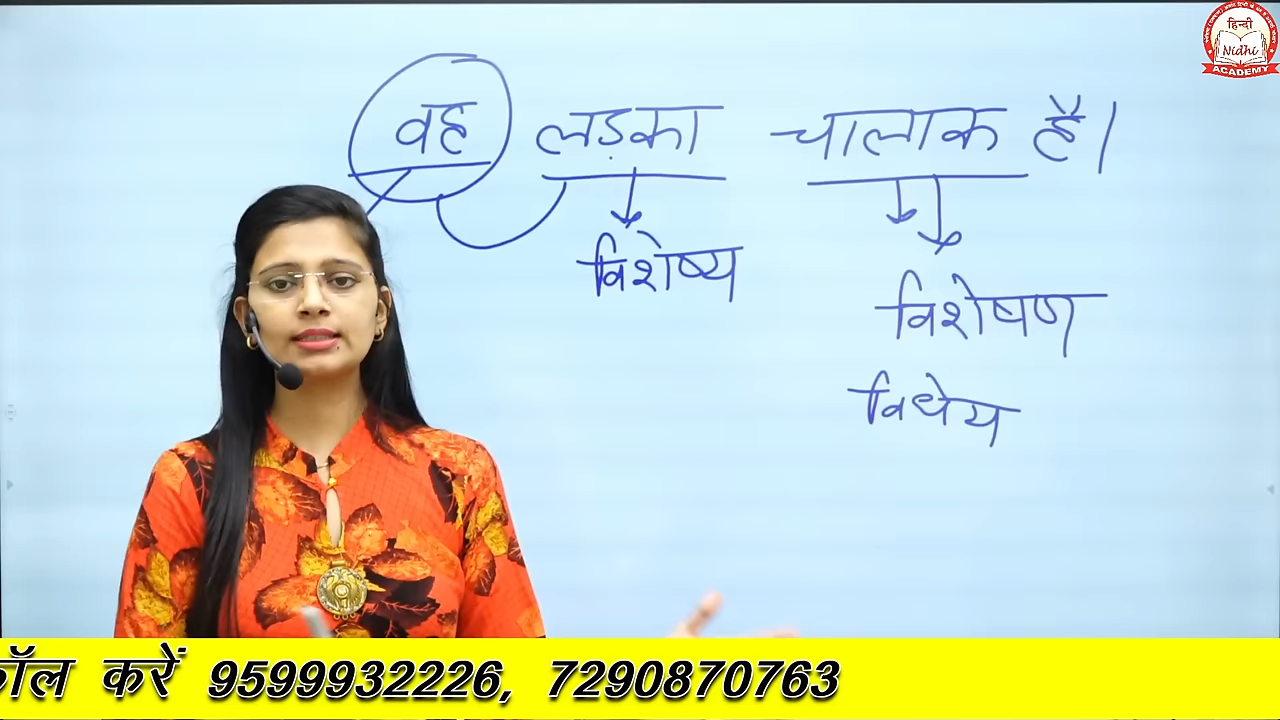 हिन्दी
Nidhi
ACADEMY
वह लड़का चालाक है।
विशेष्य
विशेषण
विधेय
कॉल करें 9599932226, 7290870763